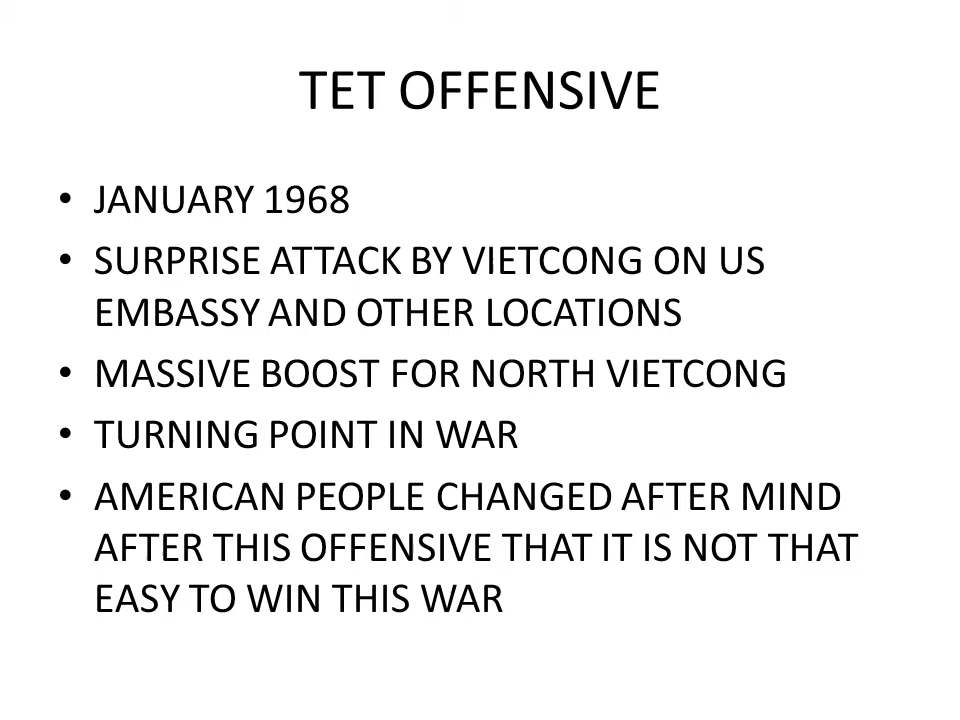 TET OFFENSIVE
• JANUARY 1968
• SURPRISE ATTACK BY VIETCONG ON US
EMBASSY AND OTHER LOCATIONS
• MASSIVE BOOST FOR NORTH VIETCONG
• TURNING POINT IN WAR
• AMERICAN PEOPLE CHANGED AFTER MIND
AFTER THIS OFFENSIVE THAT IT IS NOT THAT
EASY TO WIN THIS WAR